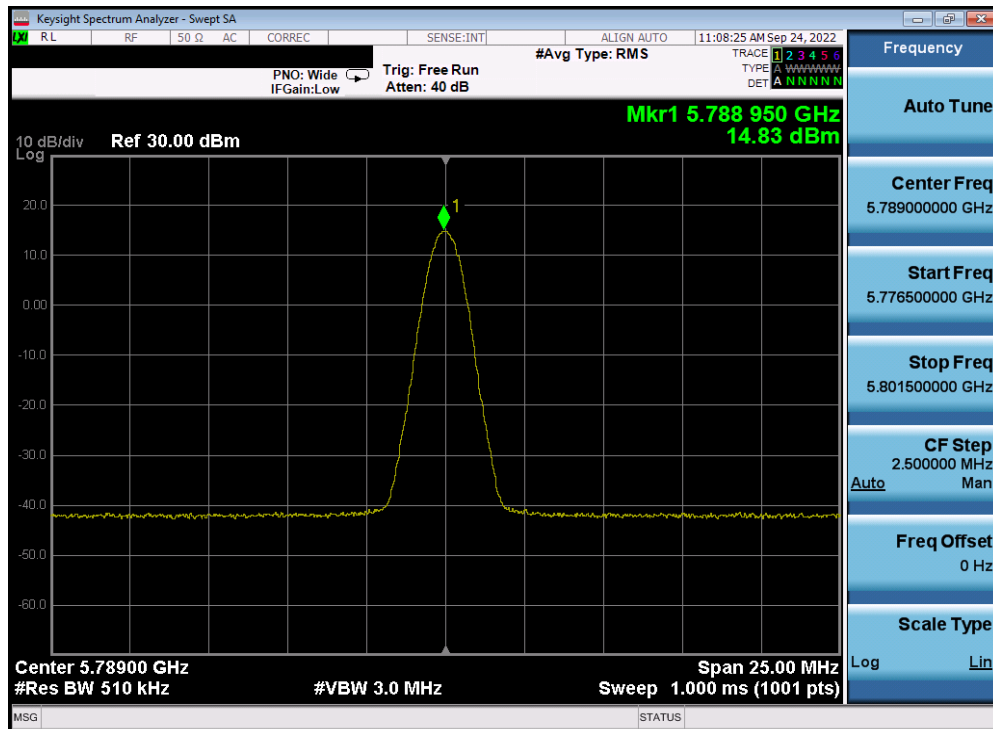 Keysight Spectrum Analyzer - Swept SA
LXI RL RF 50 Ω AC CORREC SENSE:INT ALIGN AUTO 11:08:25 AM Sep 24, 2022
#Avg Type: RMS TRACE 1 2 3 4 5 6
PNO: Wide Trig: Free Run TYPE A WWWWW
IFGain:Low Atten: 40 dB DET A N N N N N
Mkr1 5.788 950 GHz
14.83 dBm
10 dB/div Ref 30.00 dBm
Log
1
20.0
10.0
0.00
-10.0
-20.0
-30.0
-40.0
-50.0
-60.0
Center 5.78900 GHz Span 25.00 MHz
#Res BW 510 kHz #VBW 3.0 MHz Sweep 1.000 ms (1001 pts)
MSG STATUS
Frequency
Auto Tune
Center Freq
5.789000000 GHz
Start Freq
5.776500000 GHz
Stop Freq
5.801500000 GHz
CF Step
2.500000 MHz
Auto Man
Freq Offset
0 Hz
Scale Type
Log Lin